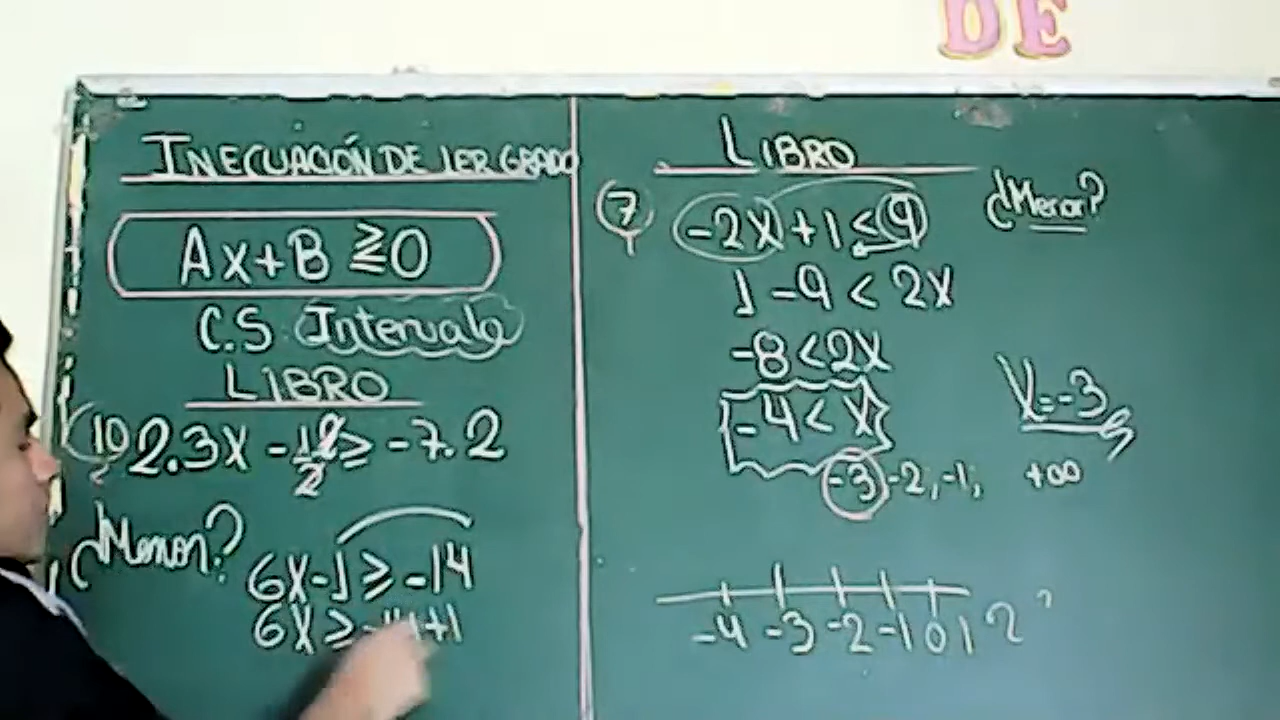 DE
INECUACIÓN DE 1ER GRADO
Ax+B ≥≤ 0
C.S Intervalo
LIBRO
10 2.3x - 1.2/2 ≥ -7.2
¿Menor?
6x-1 ≥ -14
6x ≥ -14+1
LIBRO
7 -2x+1 < 9
¿Menor?
1 -9 < 2x
-8 < 2x
-4 < x
x=-3
-3 -2, -1; +∞
-4 -3 -2 -1 0 1 2